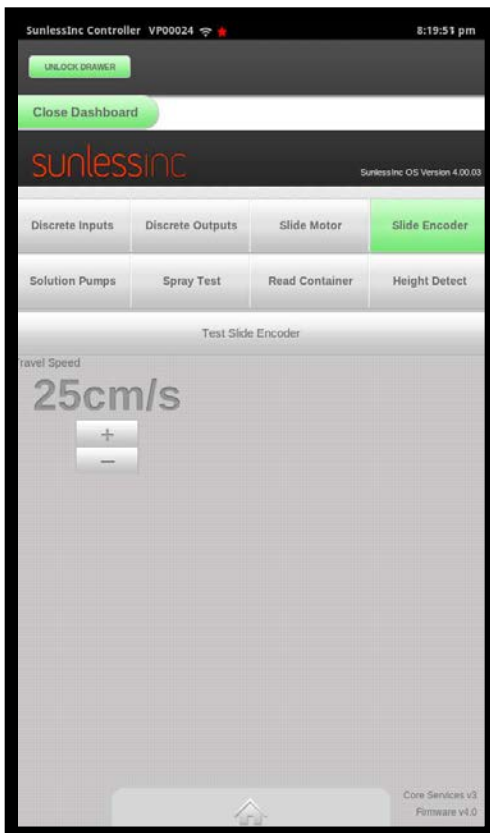 SunlessInc Controller VP00024 8:19:51 pm
UNLOCK DRAWER
Close Dashboard
sunlessinc
SunlessInc OS Version 4.00.03
Discrete Inputs Discrete Outputs Slide Motor Slide Encoder
Solution Pumps Spray Test Read Container Height Detect
Test Slide Encoder
ravel Speed
25cm/s
+
−
Core Services v3
Firmware v4.0